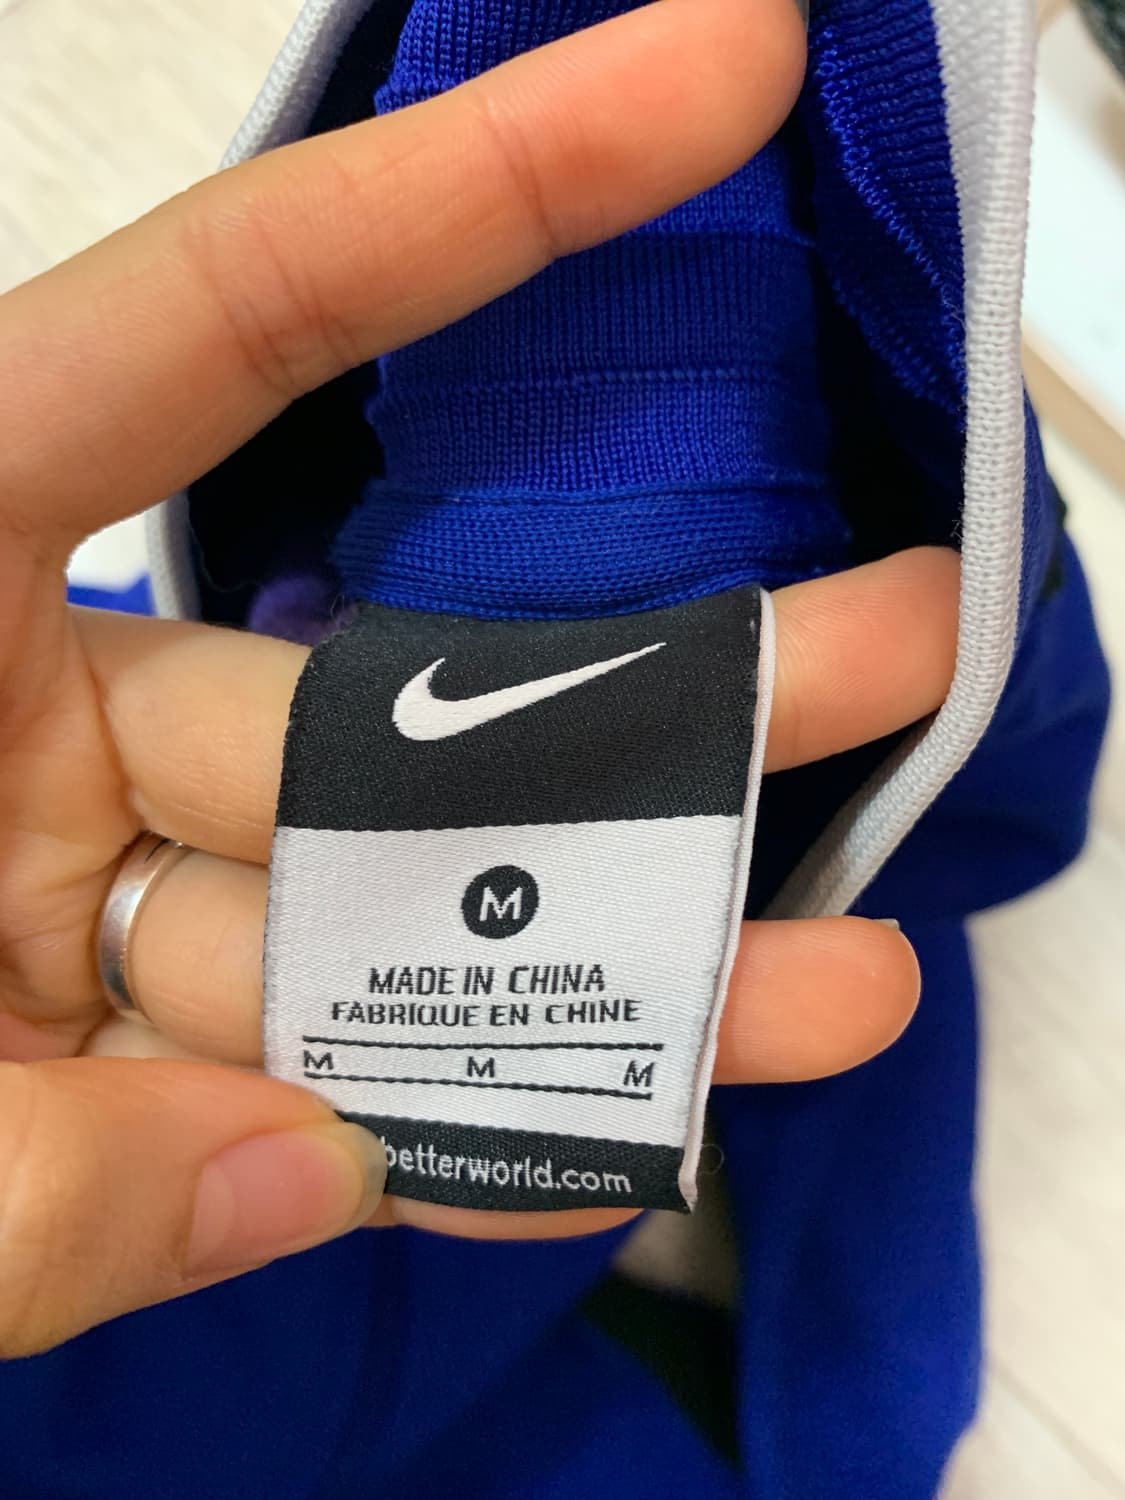 M
MADE IN CHINA
FABRIQUE EN CHINE
M M M
betterworld.com